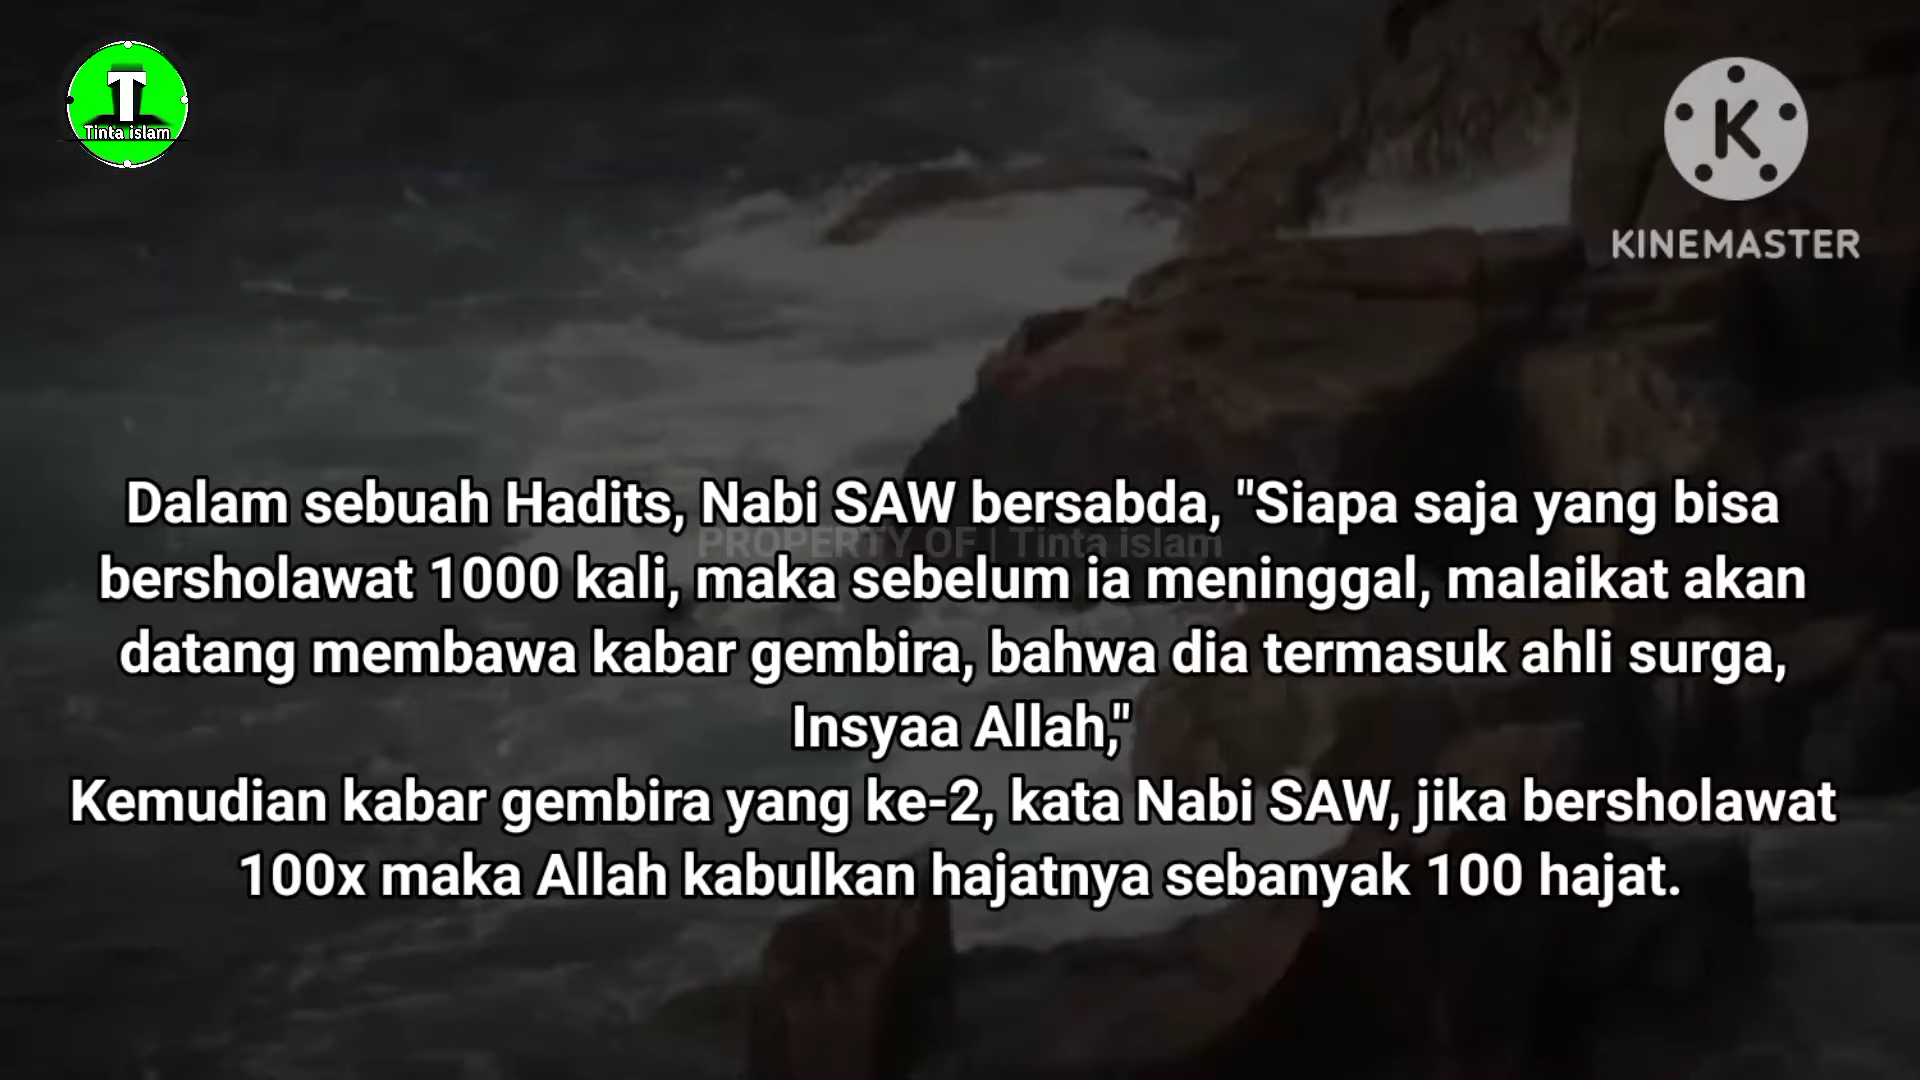 T
Tinta islam
K
KINEMASTER
Dalam sebuah Hadits, Nabi SAW bersabda, "Siapa saja yang bisa
PROPERTY OF | Tinta islam
bersholawat 1000 kali, maka sebelum ia meninggal, malaikat akan
datang membawa kabar gembira, bahwa dia termasuk ahli surga,
Insyaa Allah,"
Kemudian kabar gembira yang ke-2, kata Nabi SAW, jika bersholawat
100x maka Allah kabulkan hajatnya sebanyak 100 hajat.